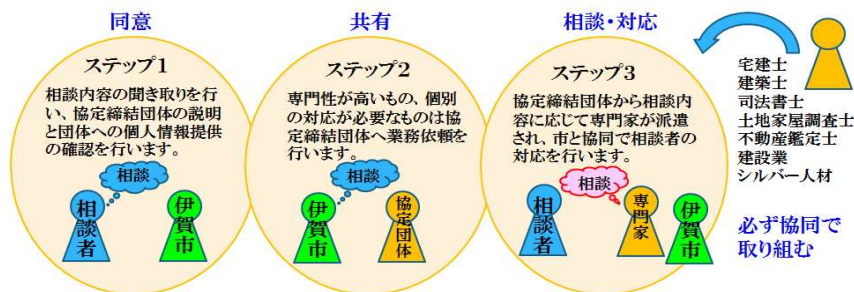 同意
ステップ1
相談内容の聞き取りを行
い、協定締結団体の説明
と団体への個人情報提供
の確認を行います。
相談
相談者
伊賀市
共有
ステップ2
専門性が高いもの、個別
の対応が必要なものは協
定締結団体へ業務依頼を
行います。
相談
伊賀市
協定団体
相談・対応
ステップ3
協定締結団体から相談内
容に応じて専門家が派遣
され、市と協同で相談者の
対応を行います。
相談
相談者
専門家
伊賀市
宅建士
建築士
司法書士
土地家屋調査士
不動産鑑定士
建設業
シルバー人材
必ず協同で
取り組む